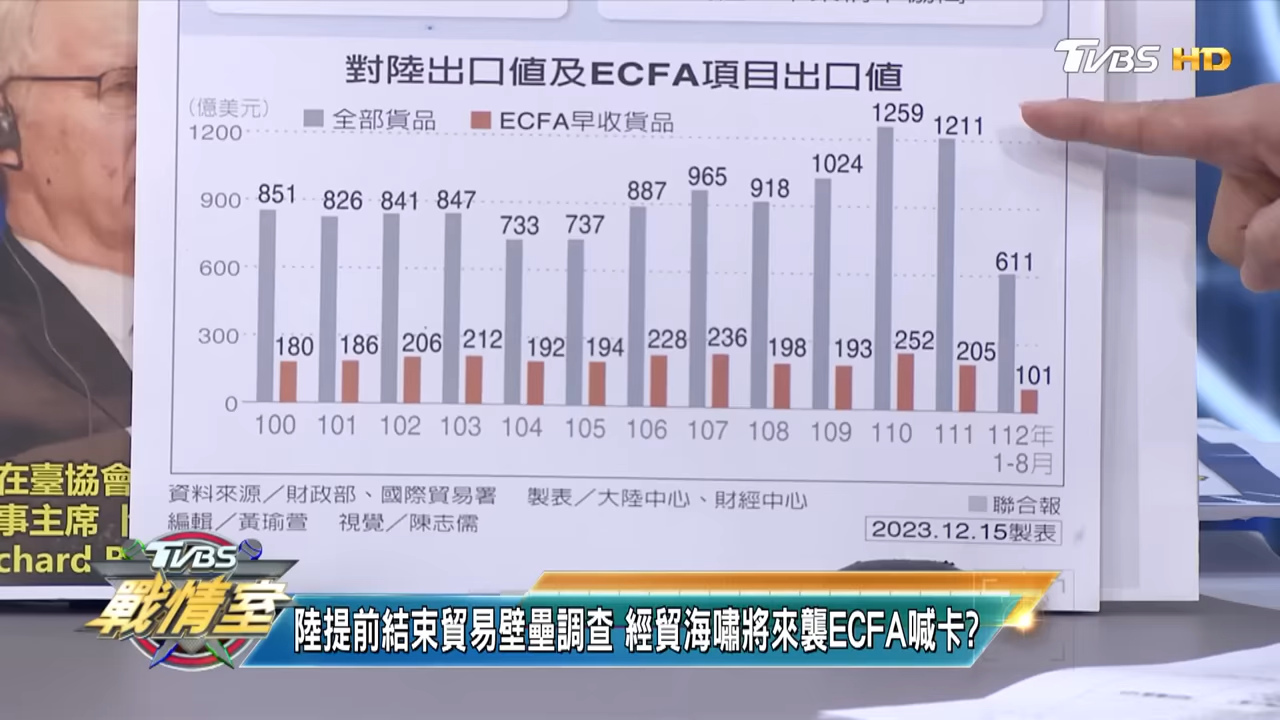 TVBS HD
對陸出口值及ECFA項目出口值
(億美元)
全部貨品 ECFA早收貨品
1200
900
600
300
0
851 826 841 847 733 737 887 965 918 1024 1259 1211 611
180 186 206 212 192 194 228 236 198 193 252 205 101
100 101 102 103 104 105 106 107 108 109 110 111 112年
1-8月
資料來源／財政部、國際貿易署 製表／大陸中心、財經中心
編輯／黃瑜萱 視覺／陳志儒
聯合報
2023.12.15製表
在臺協會
事主席
chard
TVBS
戰情室
陸提前結束貿易壁壘調查 經貿海嘯將來襲ECFA喊卡?